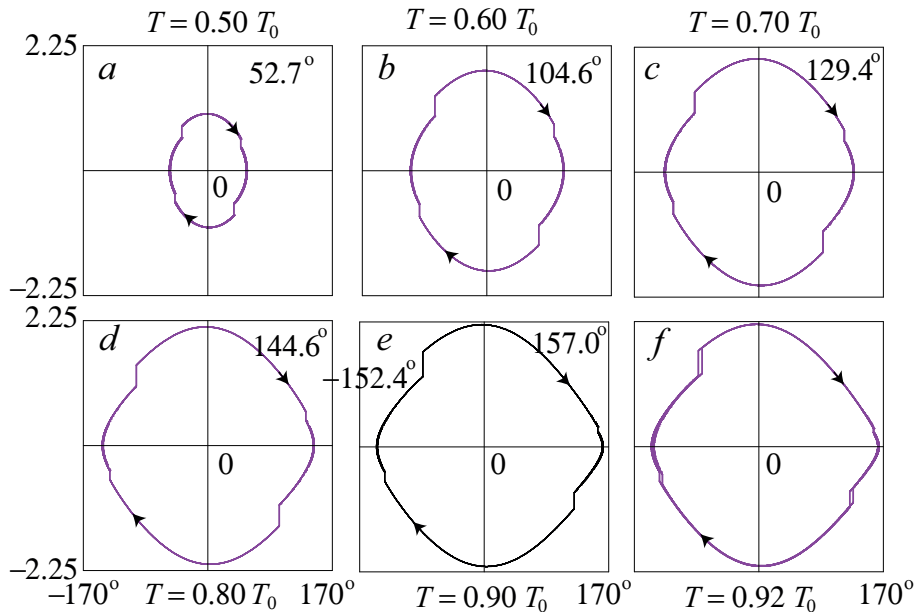 T = 0.50 T₀ T = 0.60 T₀ T = 0.70 T₀
2.25
a 52.7° b 104.6° c 129.4°
0 0 0
−2.25
2.25
d 144.6° e 157.0° f
−152.4°
0 0 0
−2.25
−170° T = 0.80 T₀ 170° T = 0.90 T₀ 170° T = 0.92 T₀ 170°